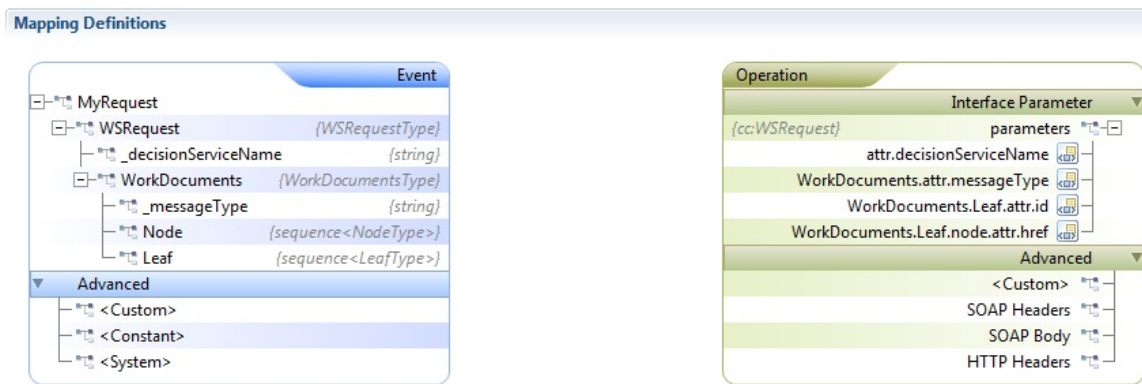 Mapping Definitions
Event
MyRequest
WSRequest {WSRequestType}
_decisionServiceName {string}
WorkDocuments {WorkDocumentsType}
_messageType {string}
Node {sequence<NodeType>}
Leaf {sequence<LeafType>}
Advanced
<Custom>
<Constant>
<System>
Operation
Interface Parameter
{cc:WSRequest} parameters
attr.decisionServiceName
WorkDocuments.attr.messageType
WorkDocuments.Leaf.attr.id
WorkDocuments.Leaf.node.attr.href
Advanced
<Custom>
SOAP Headers
SOAP Body
HTTP Headers